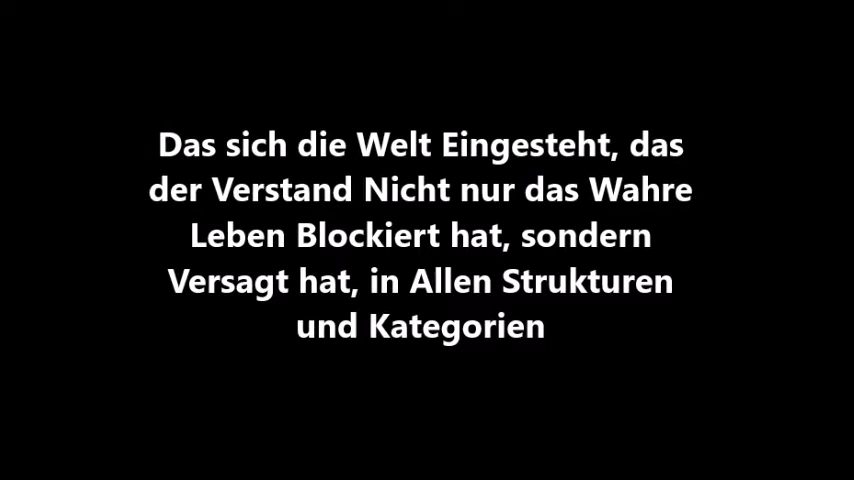 Das sich die Welt Eingesteht, das
der Verstand Nicht nur das Wahre
Leben Blockiert hat, sondern
Versagt hat, in Allen Strukturen
und Kategorien